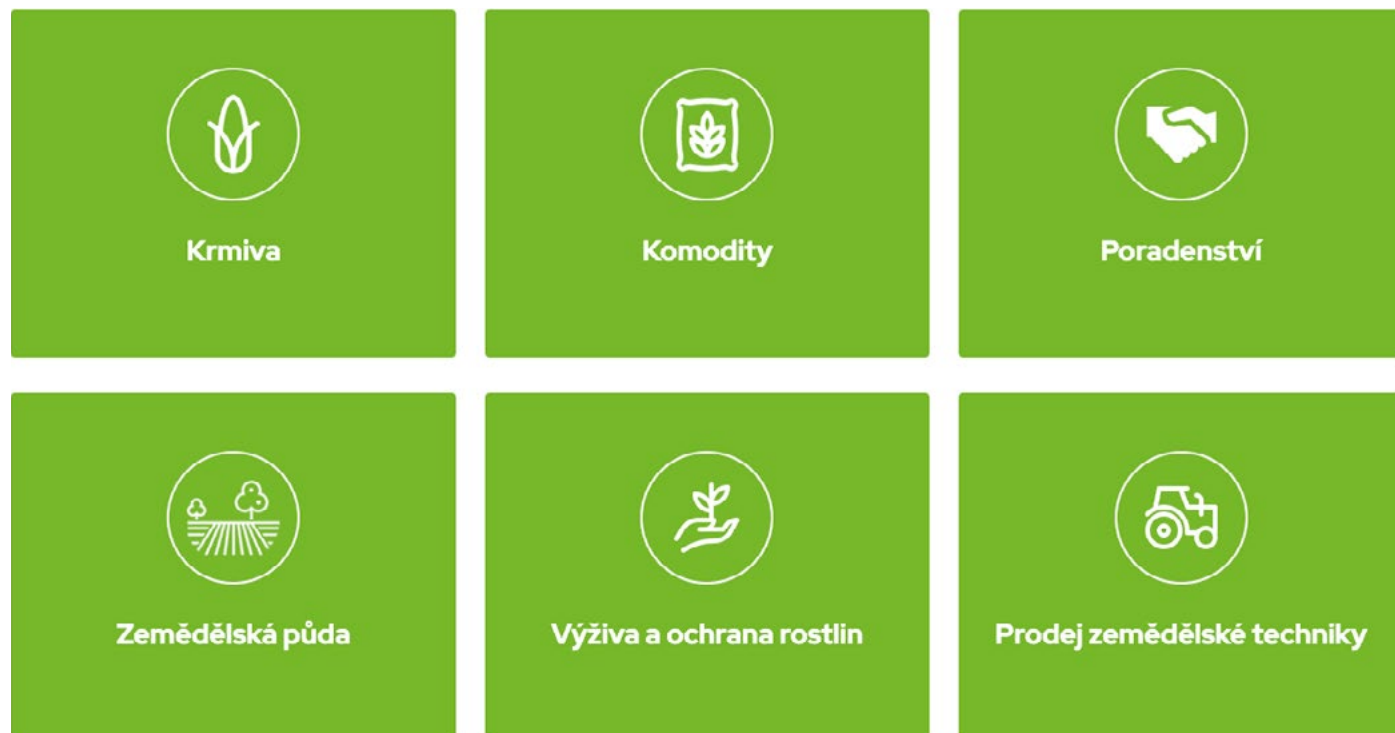 Krmiva
Komodity
Poradenství
Zemědělská půda
Výživa a ochrana rostlin
Prodej zemědělské techniky